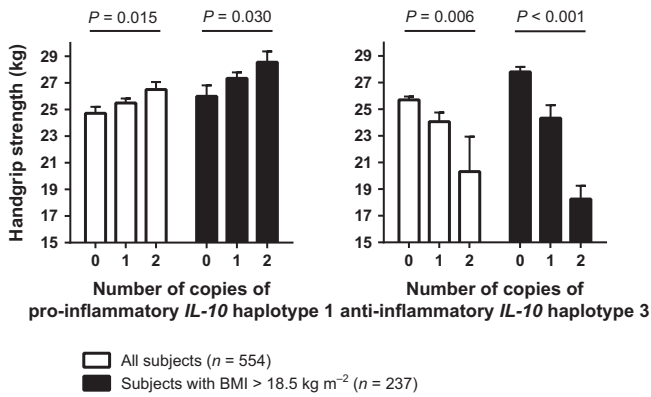 P = 0.015 P = 0.030 P = 0.006 P < 0.001
Handgrip strength (kg)
29 29
27 27
25 25
23 23
21 21
19 19
17 17
15 15
0 1 2 0 1 2 0 1 2 0 1 2
Number of copies of Number of copies of
pro-inflammatory IL-10 haplotype 1 anti-inflammatory IL-10 haplotype 3
All subjects (n = 554)
Subjects with BMI > 18.5 kg m⁻² (n = 237)